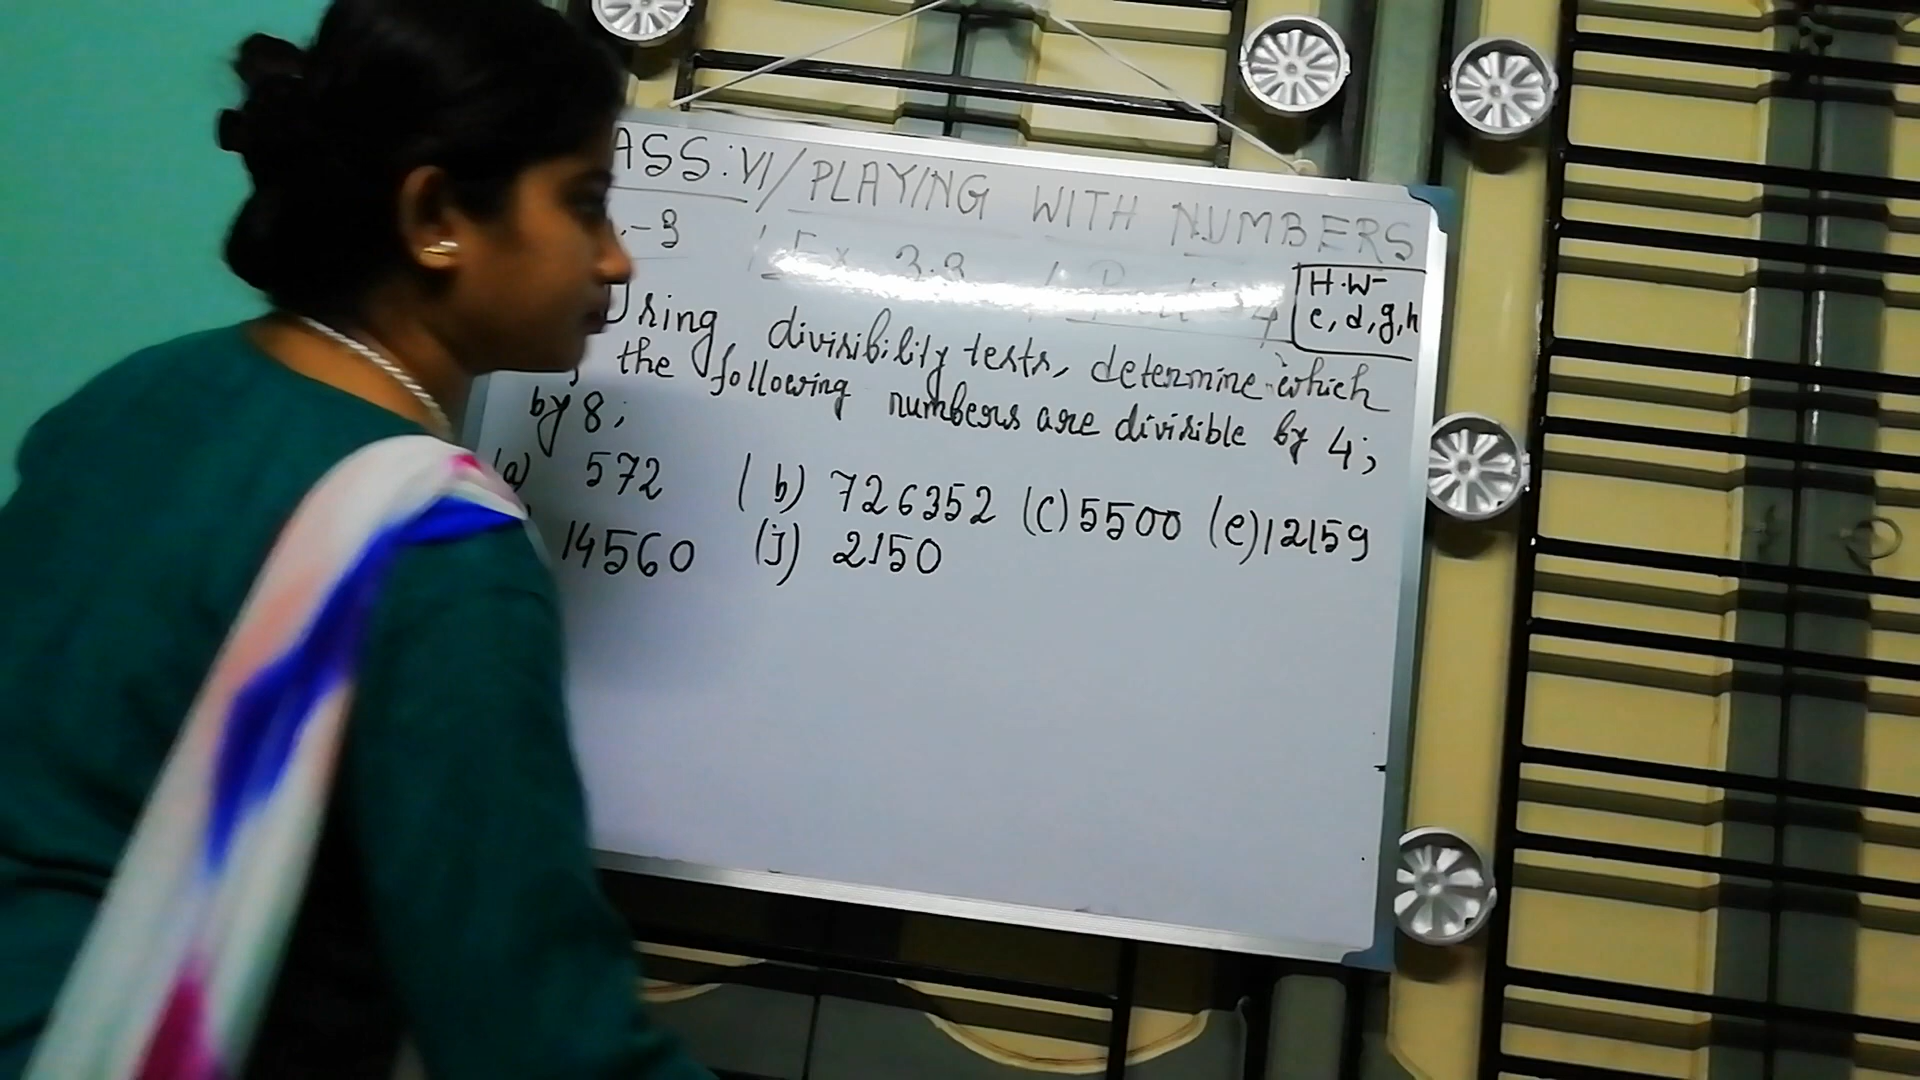 ASS:VI/PLAYING WITH NUMBERS
-3 / Ex 3.3 /
H.W-
c, d, g, h
Using divisibility tests, determine which
the following numbers are divisible by 4;
by 8;
(a) 572 (b) 726352 (c) 5500 (e) 12159
14560 (j) 2150